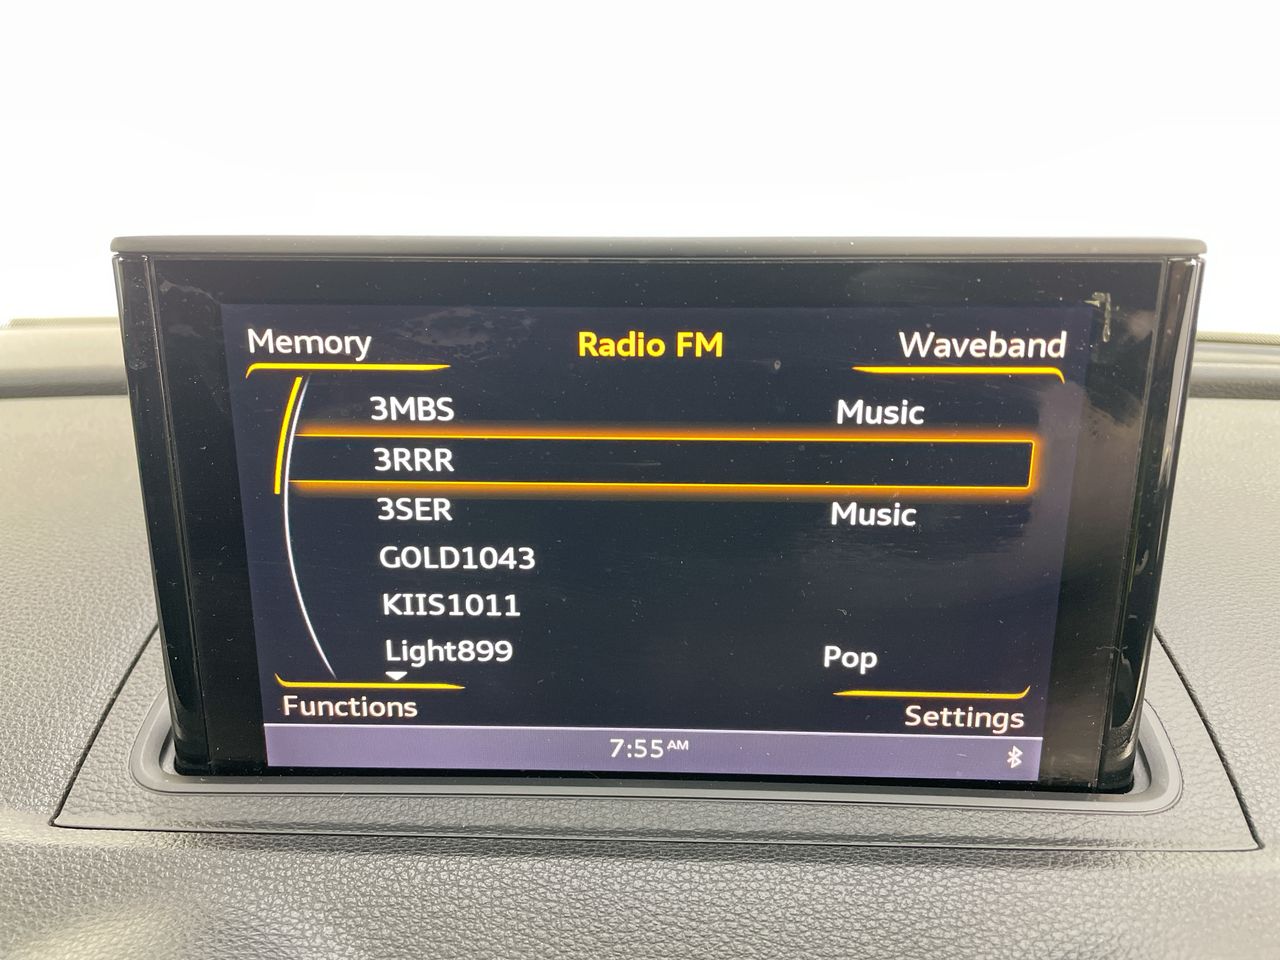 Memory Radio FM Waveband
3MBS Music
3RRR
3SER Music
GOLD1043
KIIS1011
Light899 Pop
Functions Settings
7:55 AM